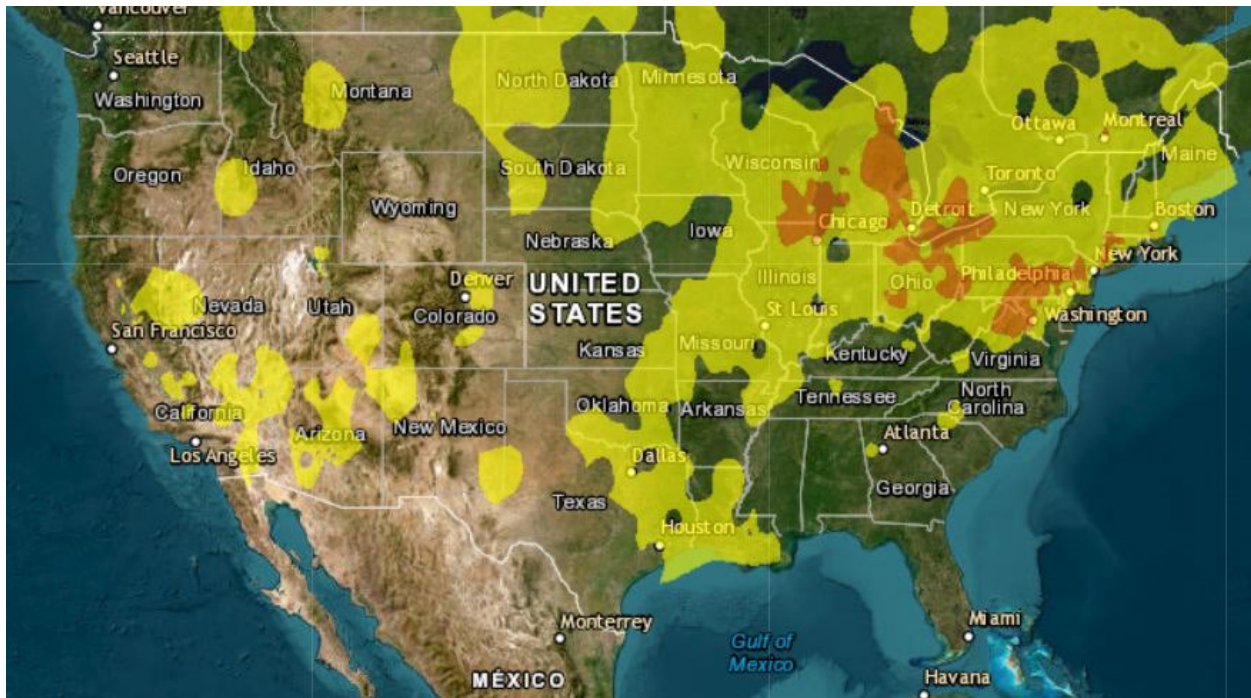 Vancouver
Seattle
Washington
Montana
North Dakota
Minnesota
Ottawa
Montreal
Maine
Oregon
Idaho
South Dakota
Wisconsin
Toronto
Wyoming
Chicago
Detroit
New York
Boston
Nebraska
Iowa
Nevada
Utah
Denver
Colorado
UNITED
STATES
Illinois
Ohio
Philadelphia
New York
San Francisco
Kansas
St Louis
Missouri
Kentucky
Washington
Virginia
California
Arizona
New Mexico
Oklahoma
Arkansas
Tennessee
North
Carolina
Los Angeles
Dallas
Atlanta
Texas
Georgia
Houston
Monterrey
Gulf of
Mexico
Miami
MÉXICO
Havana